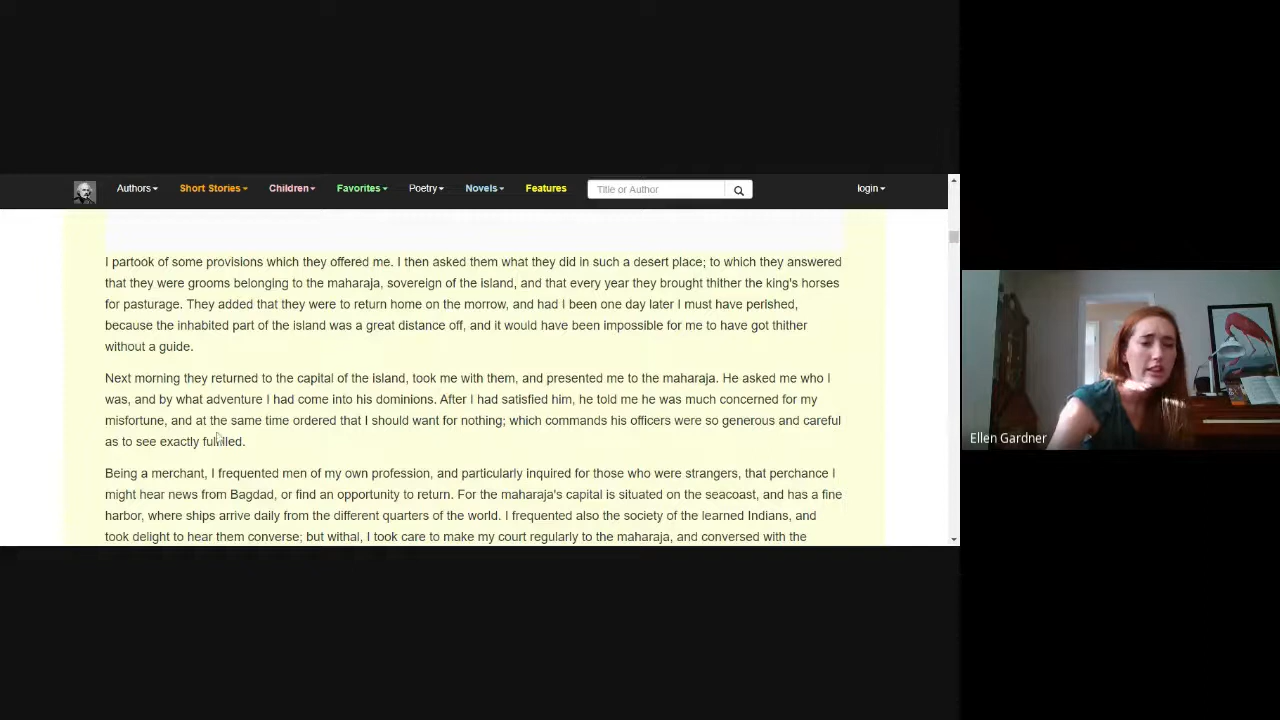 Authors Short Stories Children Favorites Poetry Novels Features Title or Author login
I partook of some provisions which they offered me. I then asked them what they did in such a desert place; to which they answered
that they were grooms belonging to the maharaja, sovereign of the island, and that every year they brought thither the king's horses
for pasturage. They added that they were to return home on the morrow, and had I been one day later I must have perished,
because the inhabited part of the island was a great distance off, and it would have been impossible for me to have got thither
without a guide.
Next morning they returned to the capital of the island, took me with them, and presented me to the maharaja. He asked me who I
was, and by what adventure I had come into his dominions. After I had satisfied him, he told me he was much concerned for my
misfortune, and at the same time ordered that I should want for nothing; which commands his officers were so generous and careful
as to see exactly fulfilled.
Being a merchant, I frequented men of my own profession, and particularly inquired for those who were strangers, that perchance I
might hear news from Bagdad, or find an opportunity to return. For the maharaja's capital is situated on the seacoast, and has a fine
harbor, where ships arrive daily from the different quarters of the world. I frequented also the society of the learned Indians, and
took delight to hear them converse; but withal, I took care to make my court regularly to the maharaja, and conversed with the
Ellen Gardner